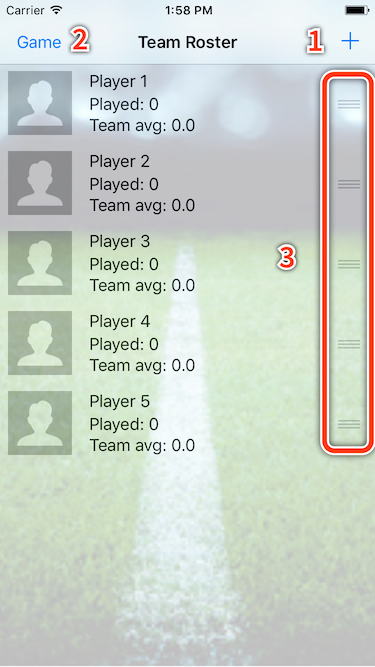 Carrier 1:58 PM
Game 2 Team Roster 1 +
Player 1
Played: 0
Team avg: 0.0
Player 2
Played: 0
Team avg: 0.0
Player 3
Played: 0
Team avg: 0.0
3
Player 4
Played: 0
Team avg: 0.0
Player 5
Played: 0
Team avg: 0.0